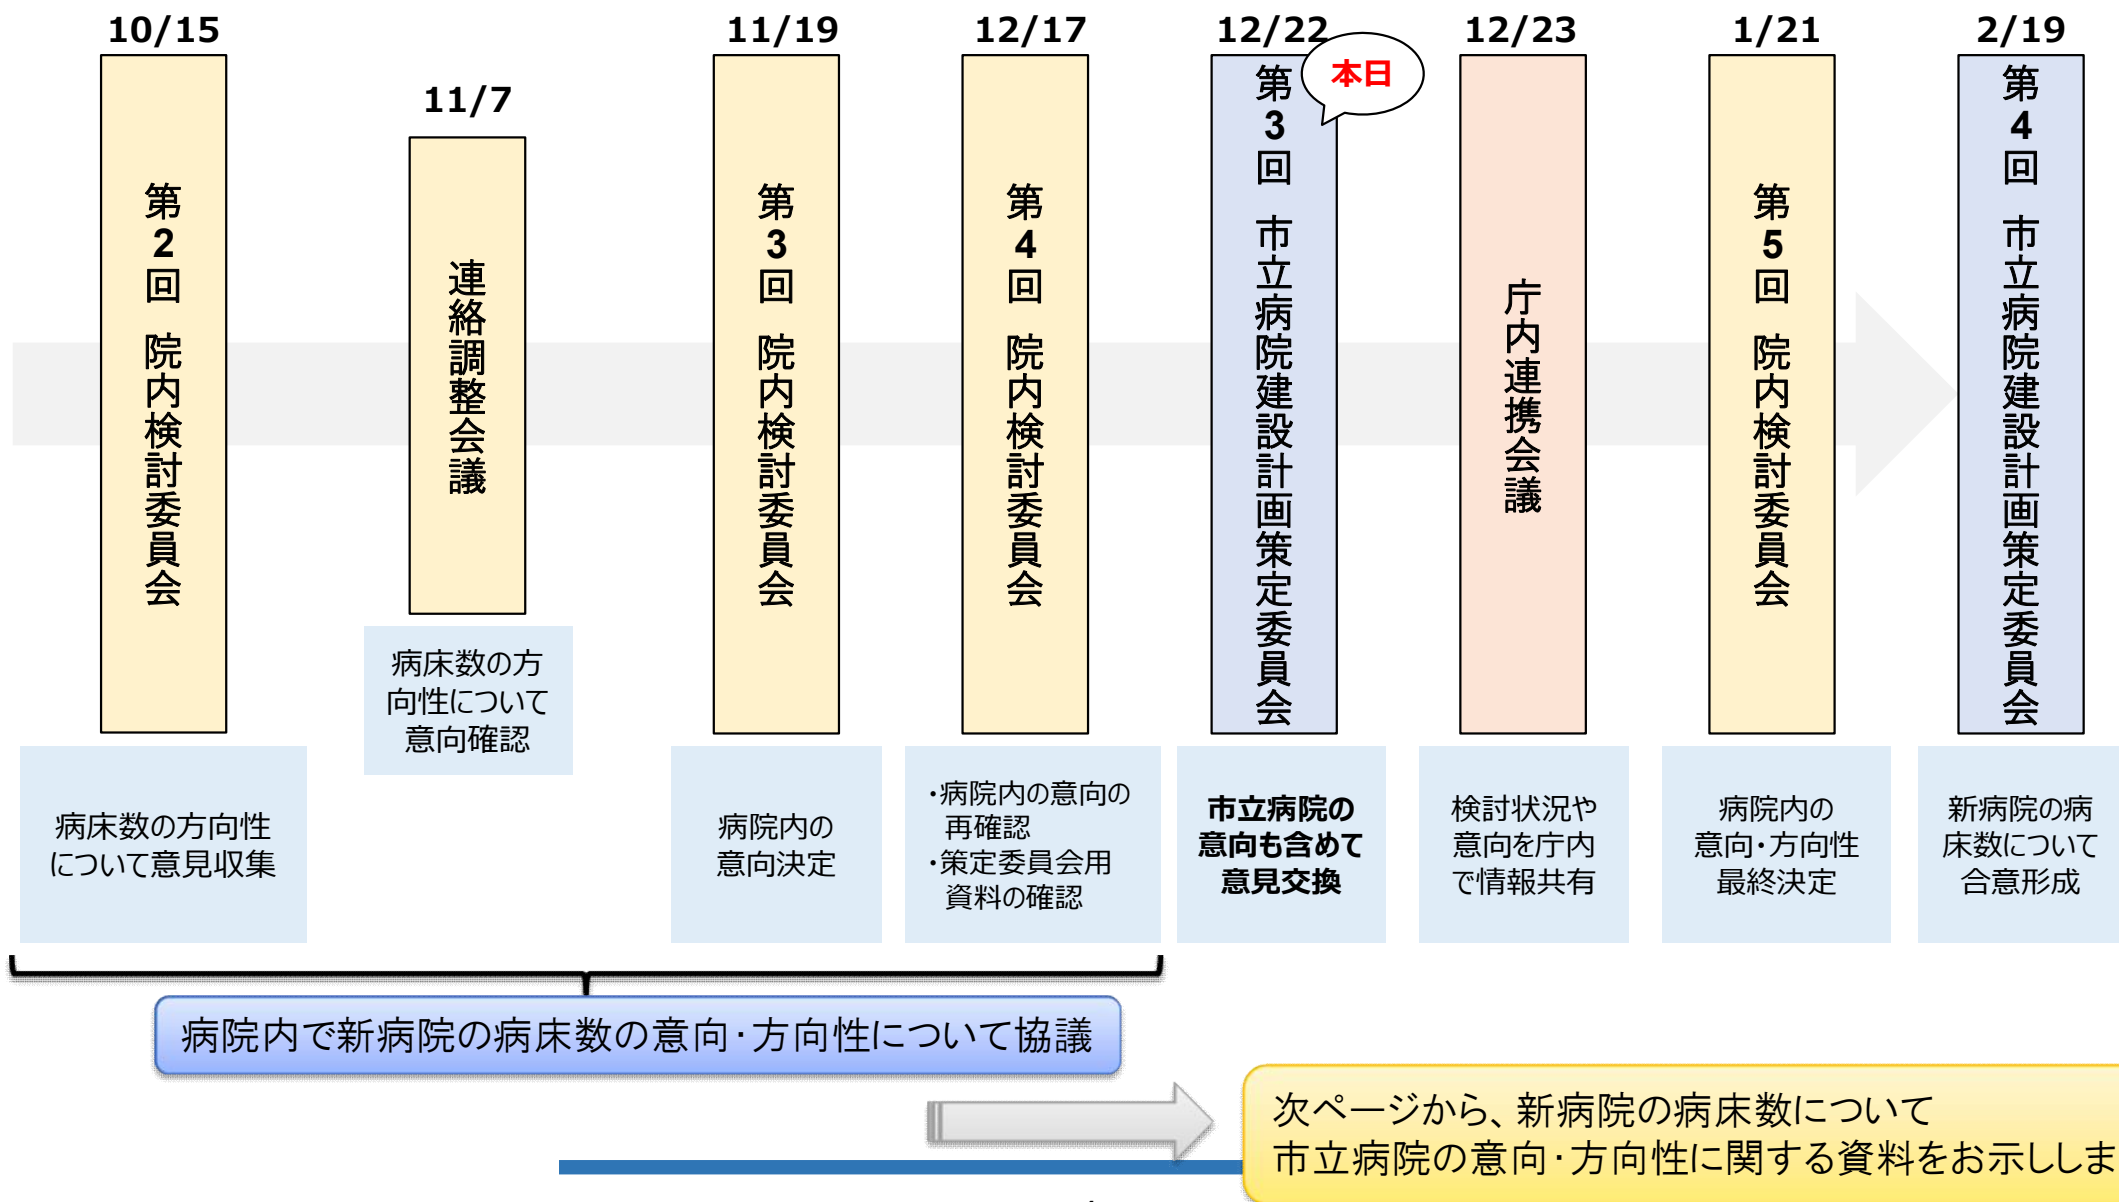 10/15
第2回 院内検討委員会
病床数の方向性
について意見収集
11/7
連絡調整会議
病床数の方
向性について
意向確認
11/19
第3回 院内検討委員会
病院内の
意向決定
12/17
第4回 院内検討委員会
・病院内の意向の
再確認
・策定委員会用
資料の確認
12/22
本日
第3回 市立病院建設計画策定委員会
市立病院の
意向も含めて
意見交換
12/23
庁内連携会議
検討状況や
意向を庁内
で情報共有
1/21
第5回 院内検討委員会
病院内の
意向・方向性
最終決定
2/19
第4回 市立病院建設計画策定委員会
新病院の病
床数について
合意形成
病院内で新病院の病床数の意向・方向性について協議
次ページから、新病院の病床数について
市立病院の意向・方向性に関する資料をお示ししま